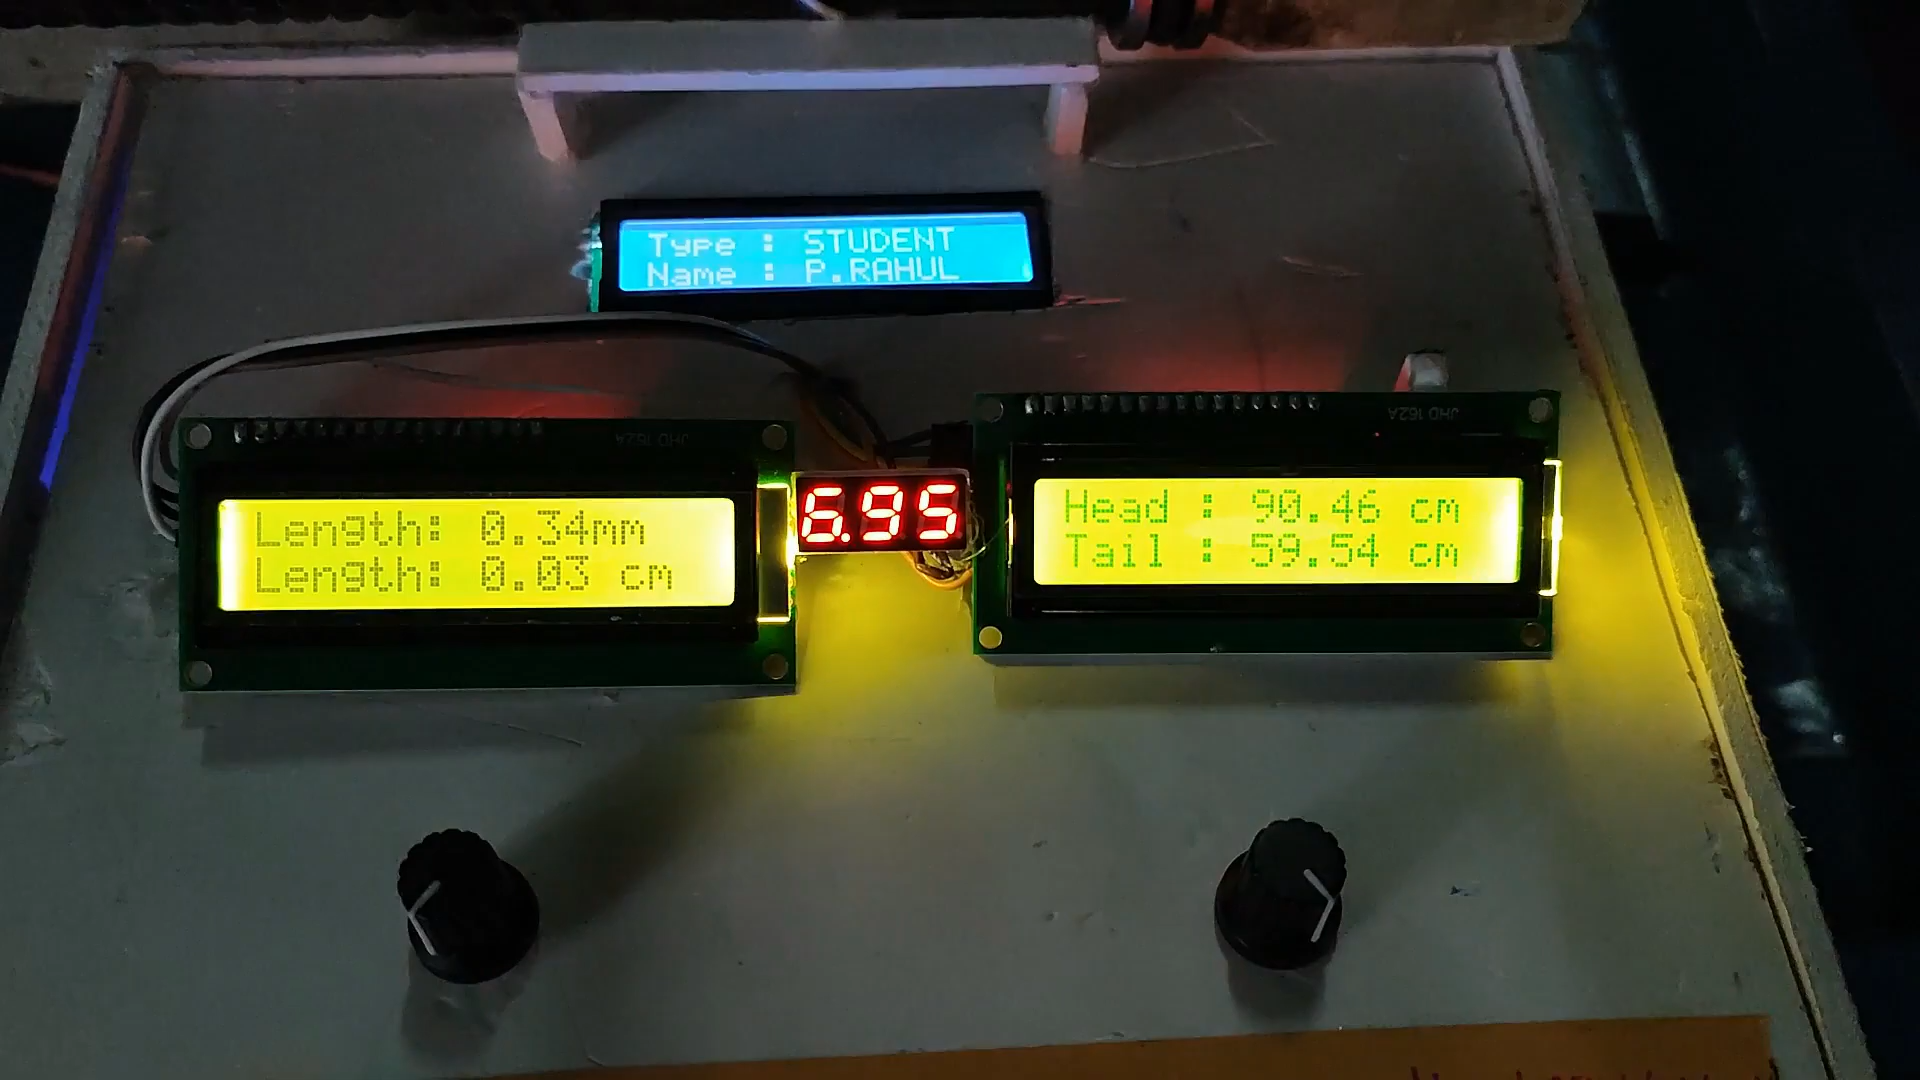 Type : STUDENT
Name : P.RAHUL
JHD 162A
JHD 162A
Length: 0.34mm
Length: 0.03 cm
6.95
Head : 90.46 cm
Tail : 59.54 cm